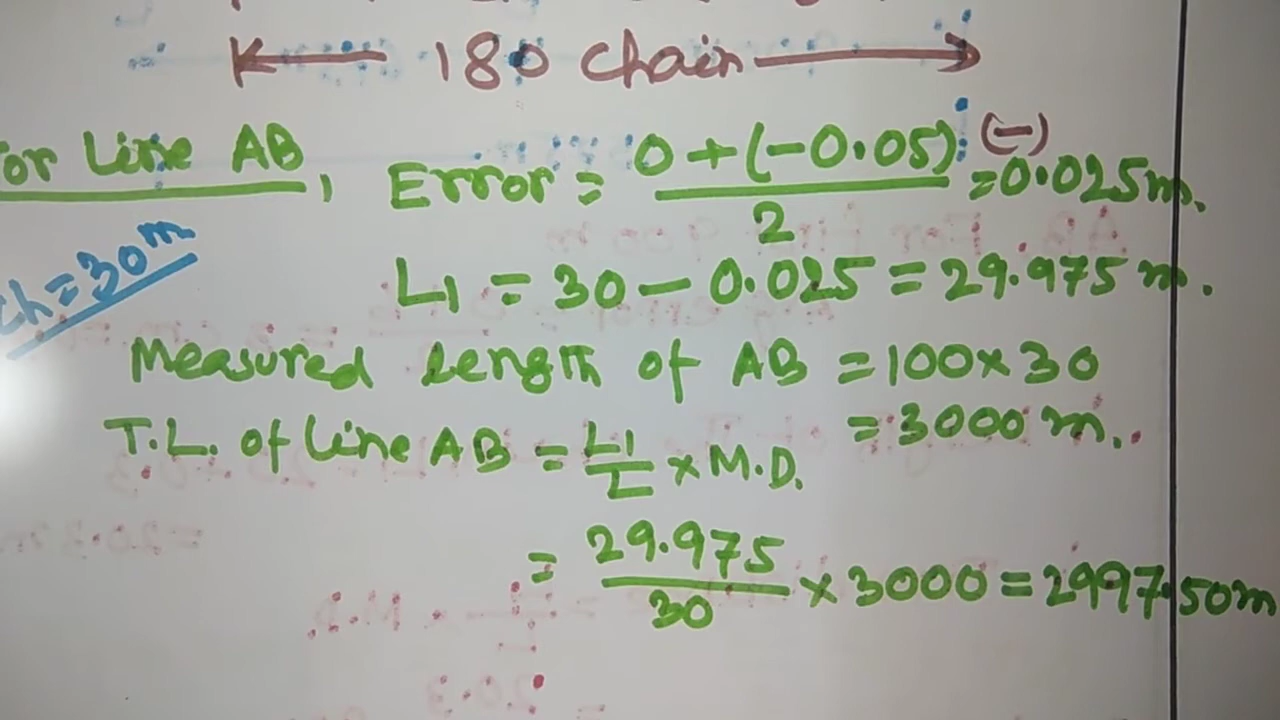 180 Chain
For Line AB, Error = 0+(-0.05) / 2 = (-) 0.025m.
Ch = 30m
L1 = 30 - 0.025 = 29.975 m.
Measured Length of AB = 100×30
= 3000 m.
T.L. of Line AB = L1/L × M.D.
= 29.975/30 × 3000 = 2997.50m